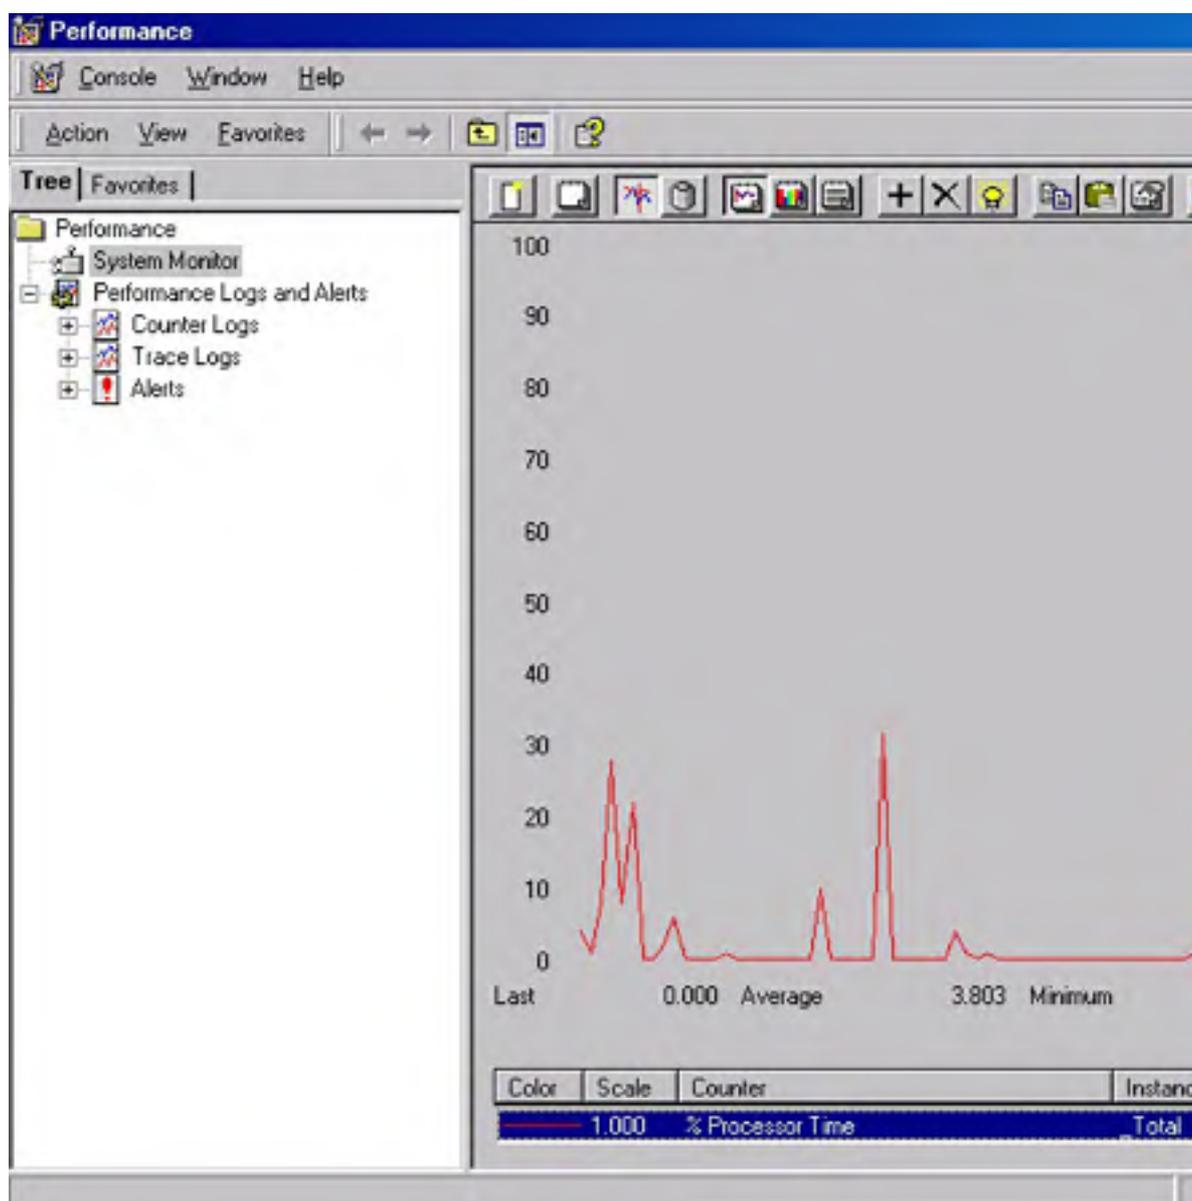 Performance
Console Window Help
Action View Favorites
Tree Favorites
Performance
System Monitor
Performance Logs and Alerts
Counter Logs
Trace Logs
Alerts
100
90
80
70
60
50
40
30
20
10
0
Last 0.000 Average 3.803 Minimum
Color Scale Counter Instanc
1.000 % Processor Time _Total